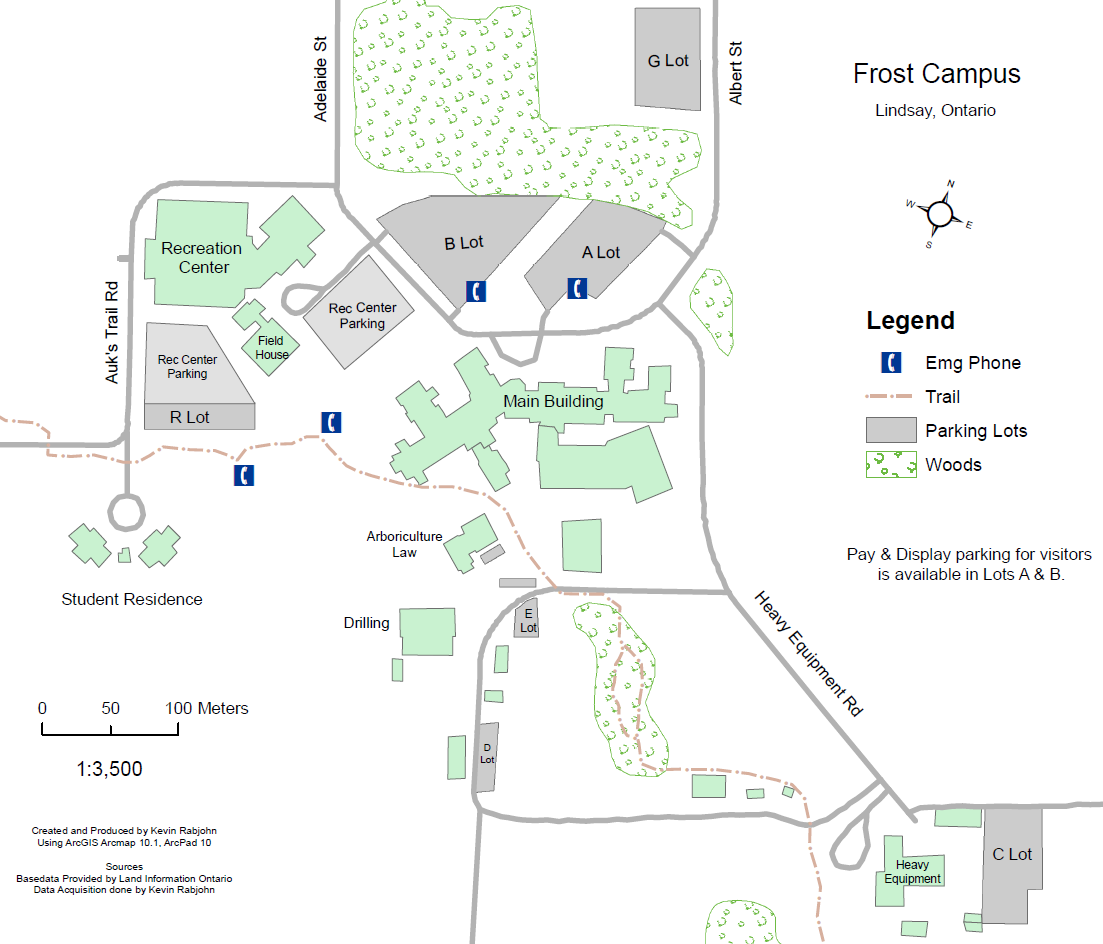 Frost Campus
Lindsay, Ontario
N
W
E
S
Adelaide St
Albert St
G Lot
B Lot
A Lot
Recreation
Center
Rec Center
Parking
Field
House
Auk's Trail Rd
Rec Center
Parking
R Lot
Main Building
Legend
Emg Phone
Trail
Parking Lots
Woods
Arboriculture
Law
Pay & Display parking for visitors
is available in Lots A & B.
Student Residence
Drilling
E
Lot
Heavy Equipment Rd
D
Lot
0 50 100 Meters
1:3,500
C Lot
Heavy
Equipment
Created and Produced by Kevin Rabjohn
Using ArcGIS Arcmap 10.1, ArcPad 10
Sources
Basedata Provided by Land Information Ontario
Data Acquisition done by Kevin Rabjohn